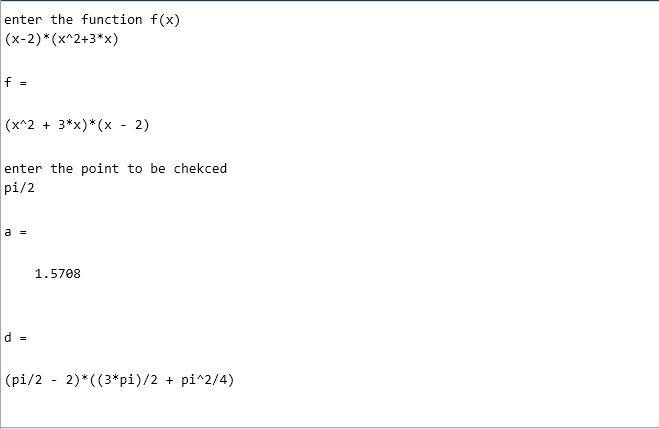 enter the function f(x)
(x-2)*(x^2+3*x)
f =
(x^2 + 3*x)*(x - 2)
enter the point to be chekced
pi/2
a =
1.5708
d =
(pi/2 - 2)*((3*pi)/2 + pi^2/4)